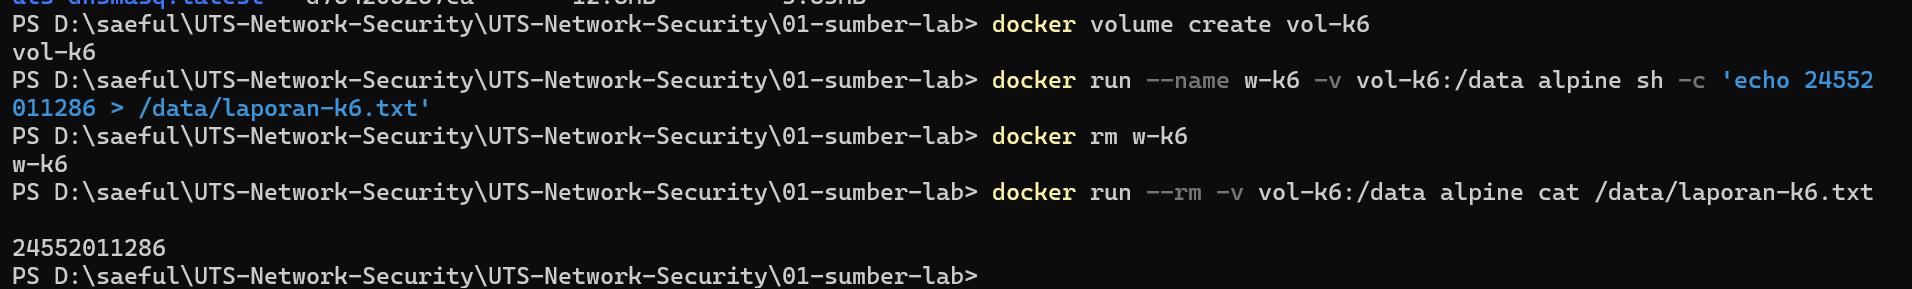 PS D:\saeful\UTS-Network-Security\UTS-Network-Security\01-sumber-lab> docker volume create vol-k6
vol-k6
PS D:\saeful\UTS-Network-Security\UTS-Network-Security\01-sumber-lab> docker run --name w-k6 -v vol-k6:/data alpine sh -c 'echo 24552
011286 > /data/laporan-k6.txt'
PS D:\saeful\UTS-Network-Security\UTS-Network-Security\01-sumber-lab> docker rm w-k6
w-k6
PS D:\saeful\UTS-Network-Security\UTS-Network-Security\01-sumber-lab> docker run --rm -v vol-k6:/data alpine cat /data/laporan-k6.txt
24552011286
PS D:\saeful\UTS-Network-Security\UTS-Network-Security\01-sumber-lab>